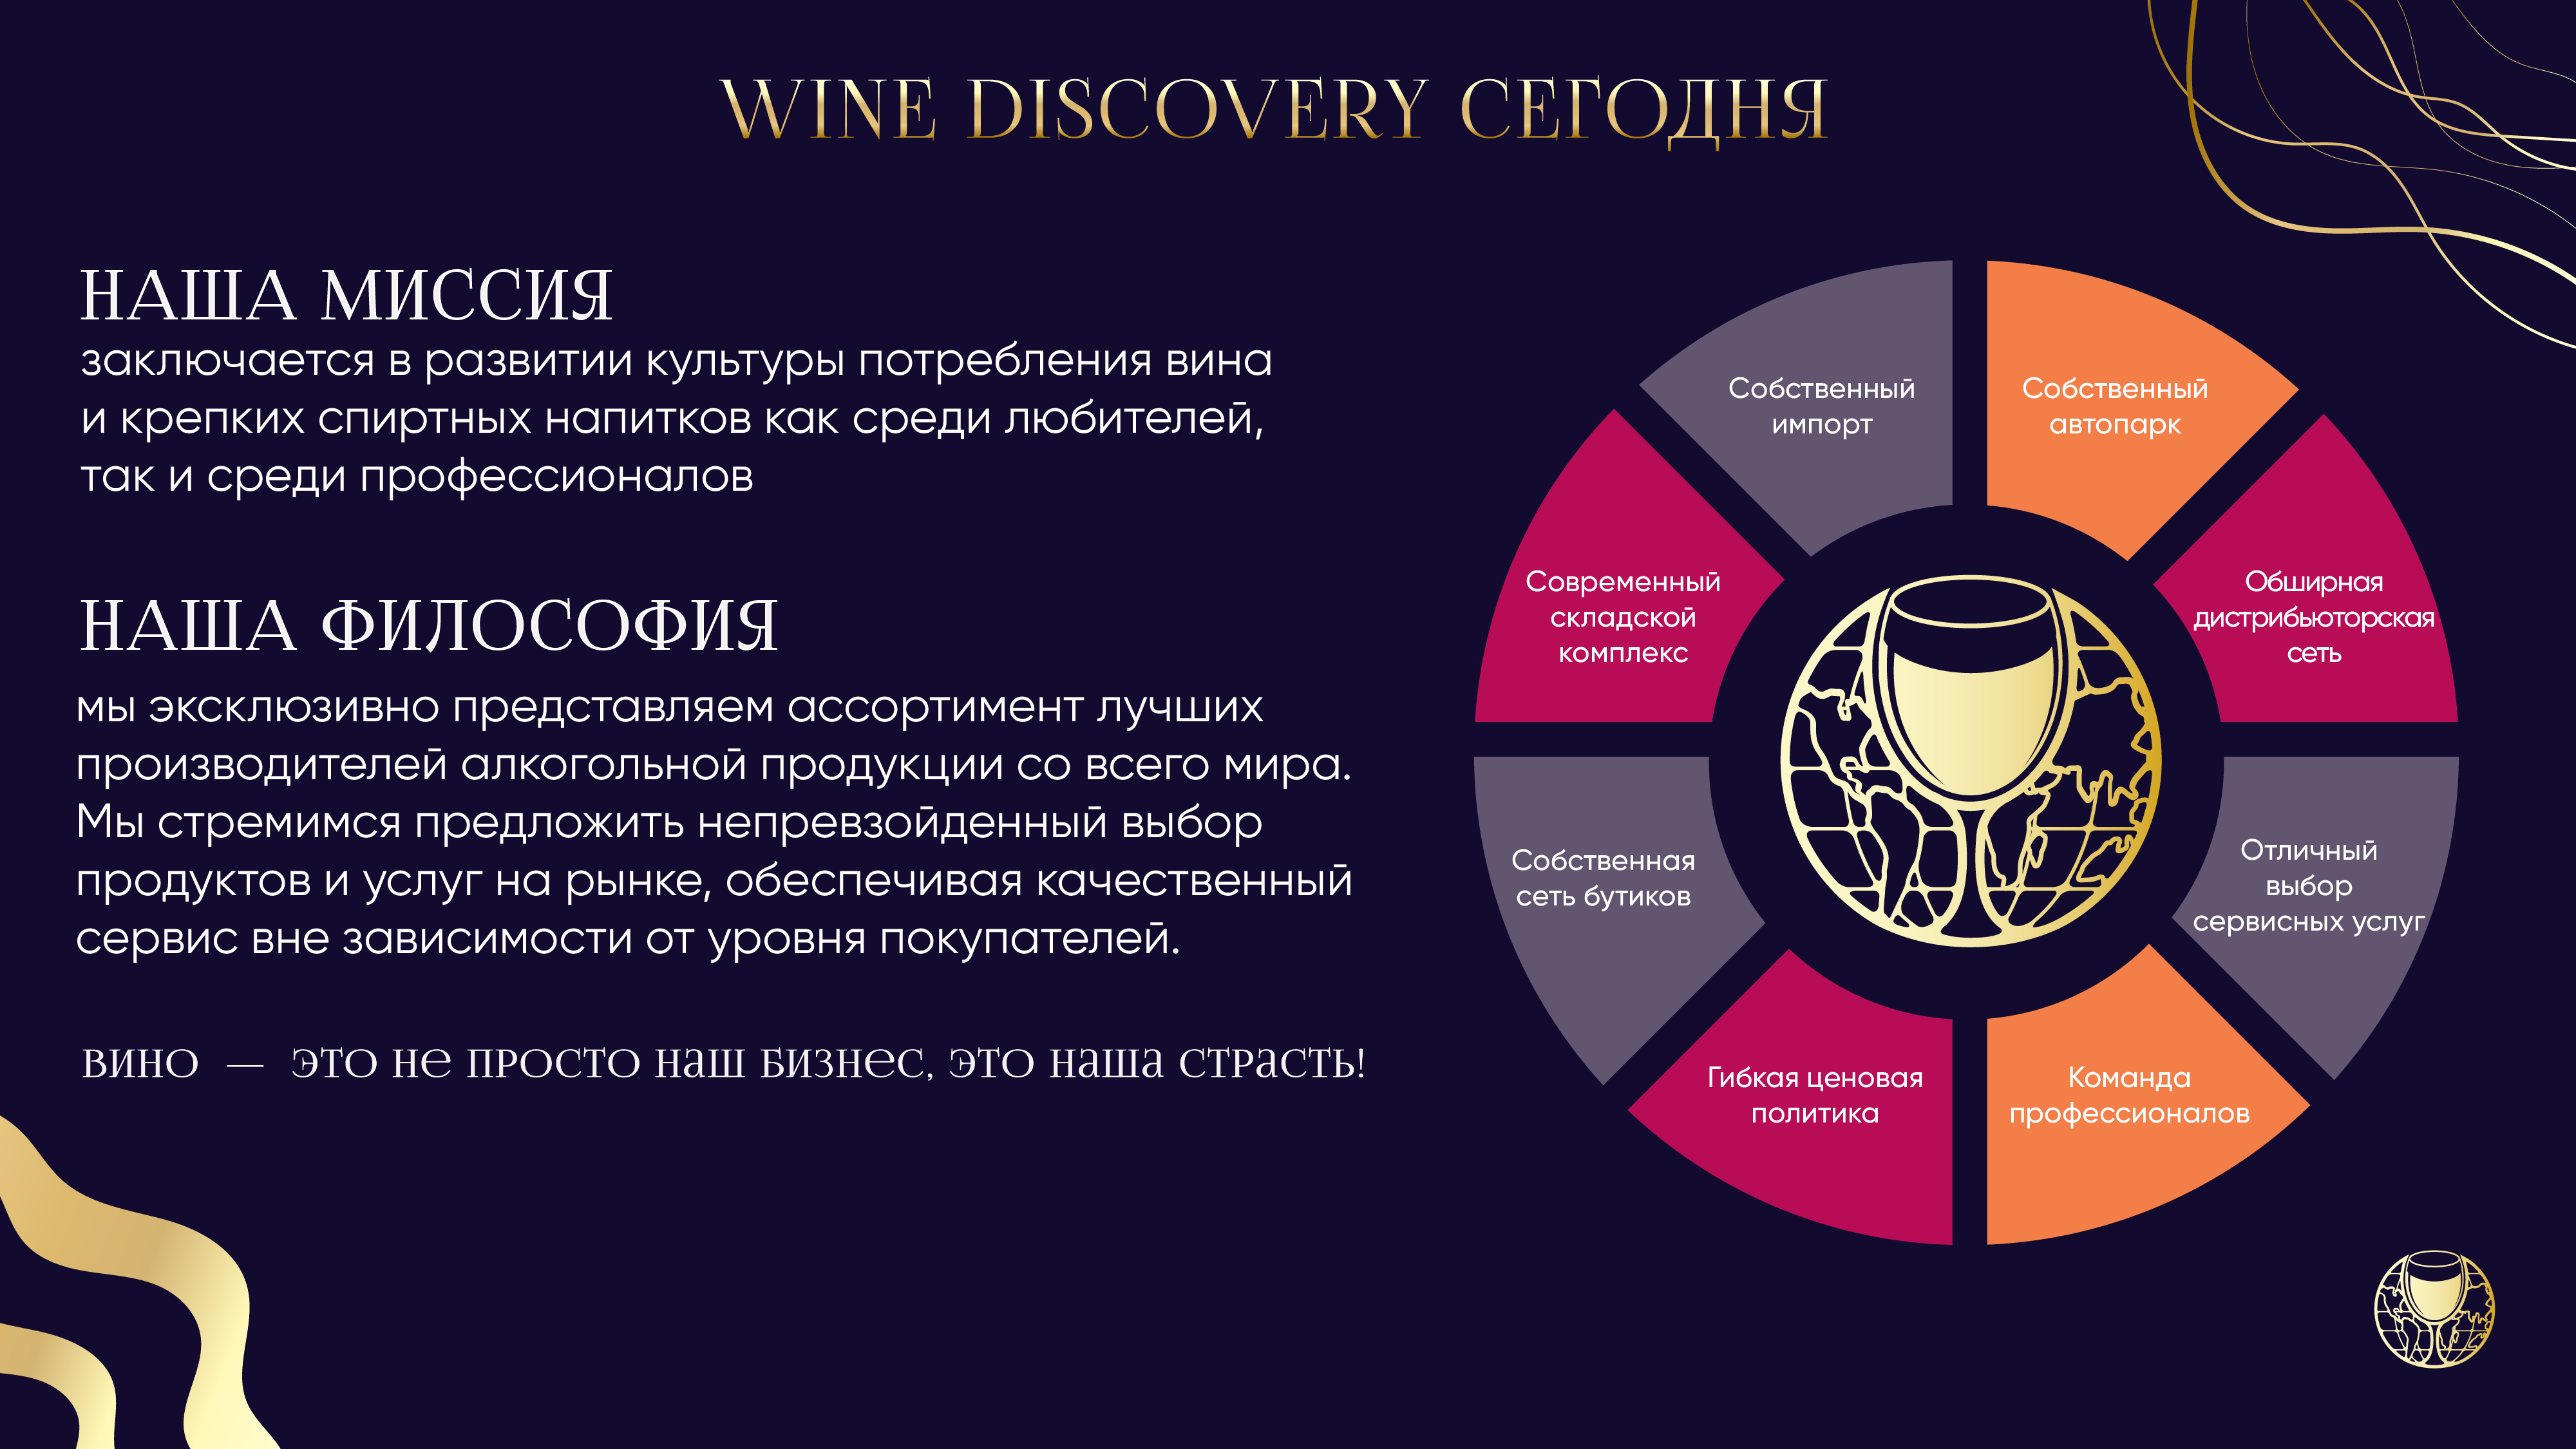 WINE DISCOVERY СЕГОДНЯ
НАША МИССИЯ
заключается в развитии культуры потребления вина
и крепких спиртных напитков как среди любителей,
так и среди профессионалов
НАША ФИЛОСОФИЯ
мы эксклюзивно представляем ассортимент лучших
производителей алкогольной продукции со всего мира.
Мы стремимся предложить непревзойденный выбор
продуктов и услуг на рынке, обеспечивая качественный
сервис вне зависимости от уровня покупателей.
вино — это не просто наш бизнес, это наша страсть!
Собственный
импорт
Собственный
автопарк
Обширная
дистрибьюторская
сеть
Отличный
выбор
сервисных услуг
Команда
профессионалов
Гибкая ценовая
политика
Собственная
сеть бутиков
Современный
складской
комплекс